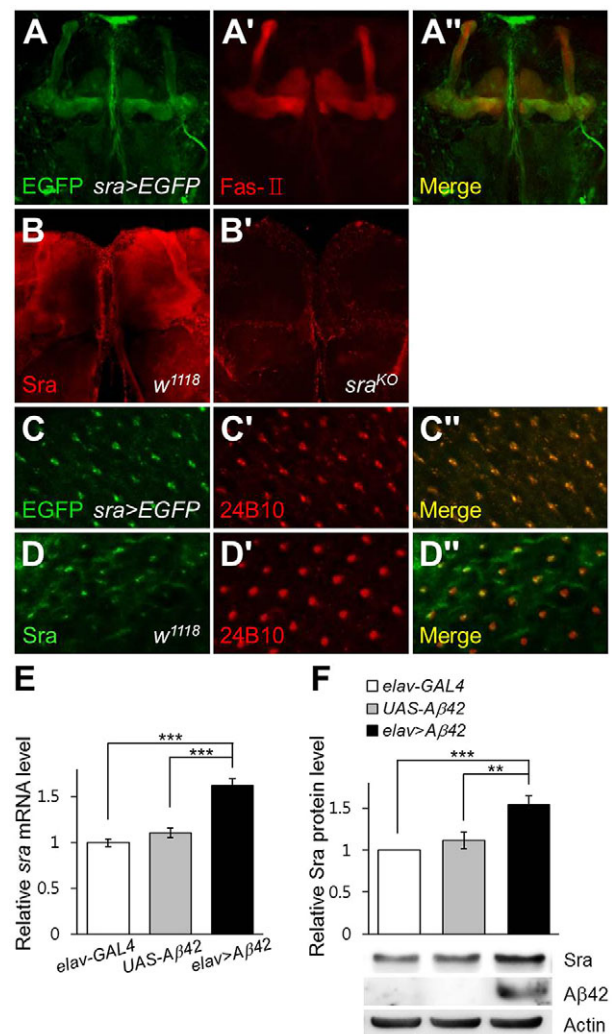 A A' A"
EGFP sra>EGFP Fas-II Merge
B B'
Sra w1118 sraKO
C C' C"
EGFP sra>EGFP 24B10 Merge
D D' D"
Sra w1118 24B10 Merge
E
Relative sra mRNA level
***
***
1.5
1
0.5
0
elav-GAL4 UAS-Aβ42 elav>Aβ42
F
elav-GAL4
UAS-Aβ42
elav>Aβ42
Relative Sra protein level
***
**
1.5
1
0.5
0
Sra
Aβ42
Actin